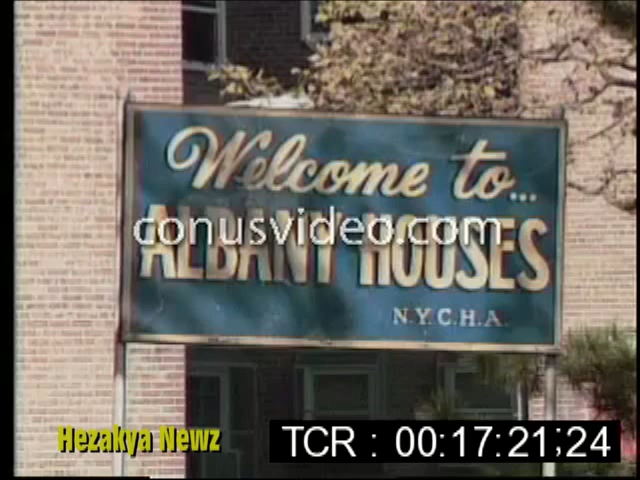 Welcome to...
ALBANY HOUSES
conusvideo.com
N.Y.C.H.A.
Hezakya Newz
TCR : 00:17:21;24